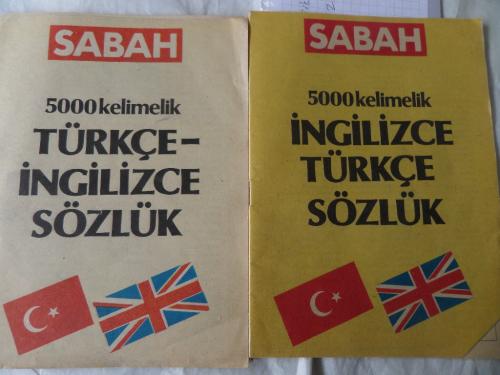 SABAH
5000 kelimelik
TÜRKÇE-
İNGİLİZCE
SÖZLÜK
SABAH
5000 kelimelik
İNGİLİZCE
TÜRKÇE
SÖZLÜK